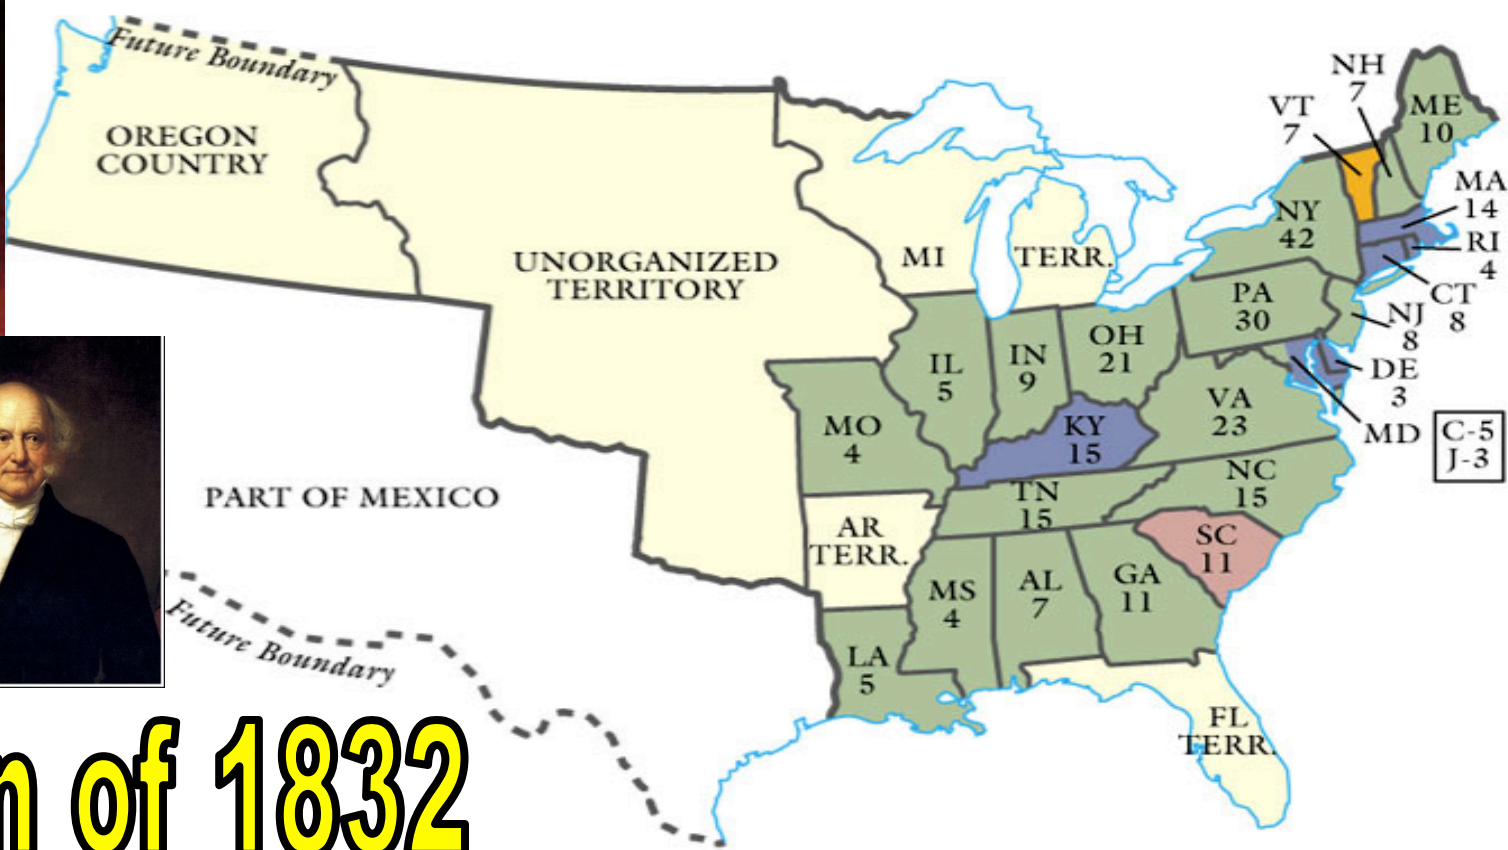 Future Boundary
OREGON
COUNTRY
UNORGANIZED
TERRITORY
MI
TERR.
NH
7
VT
7
ME
10
MA
14
RI
4
CT
8
NJ
8
DE
3
MD
C-5
J-3
NY
42
PA
30
OH
21
IN
9
IL
5
MO
4
KY
15
VA
23
NC
15
TN
15
SC
11
AR
TERR.
MS
4
AL
7
GA
11
LA
5
FL
TERR.
PART OF MEXICO
Future Boundary
n of 1832